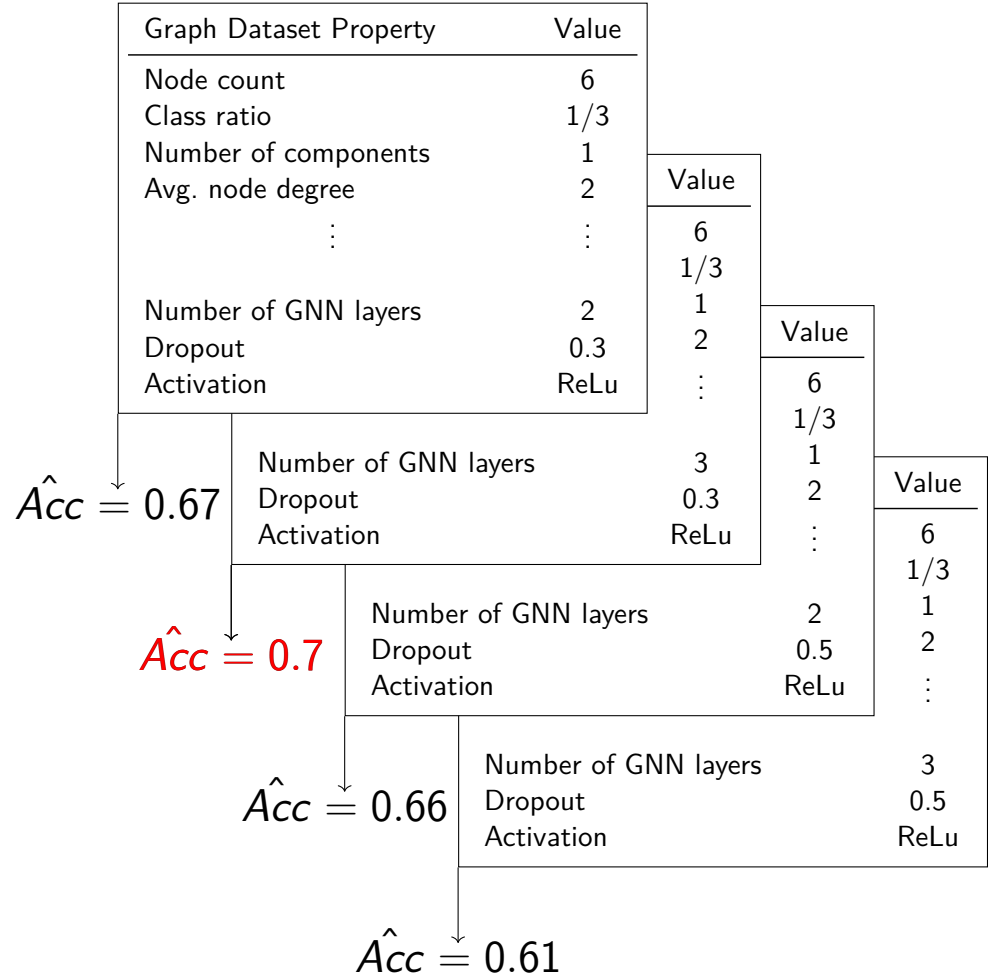 Graph Dataset Property Value
Node count 6
Class ratio 1/3
Number of components 1
Avg. node degree 2
⋮ ⋮
Number of GNN layers 2
Dropout 0.3
Activation ReLu
Âcc = 0.67
Value
6
1/3
1
2
⋮
Number of GNN layers 3
Dropout 0.3
Activation ReLu
Âcc = 0.7
Value
6
1/3
1
2
⋮
Number of GNN layers 2
Dropout 0.5
Activation ReLu
Âcc = 0.66
Value
6
1/3
1
2
⋮
Number of GNN layers 3
Dropout 0.5
Activation ReLu
Âcc = 0.61